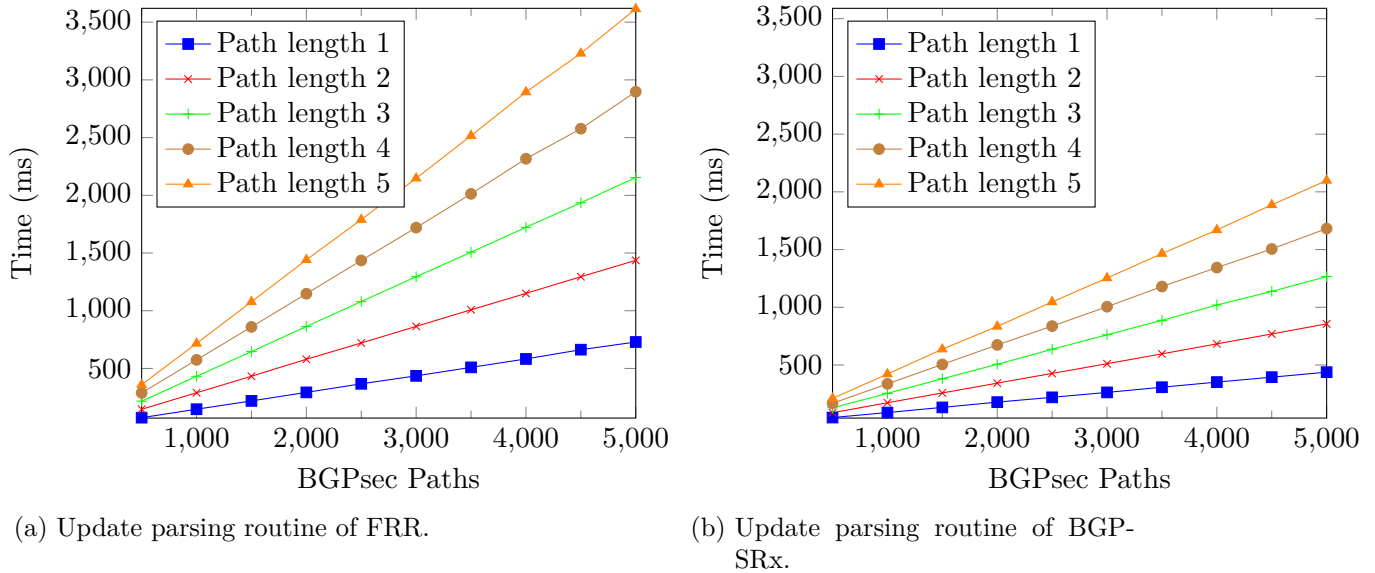 3,500
3,000
2,500
2,000
1,500
1,000
500
Time (ms)
Path length 1
Path length 2
Path length 3
Path length 4
Path length 5
1,000 2,000 3,000 4,000 5,000
BGPsec Paths
(a) Update parsing routine of FRR.
3,500
3,000
2,500
2,000
1,500
1,000
500
Time (ms)
Path length 1
Path length 2
Path length 3
Path length 4
Path length 5
1,000 2,000 3,000 4,000 5,000
BGPsec Paths
(b) Update parsing routine of BGP-
SRx.